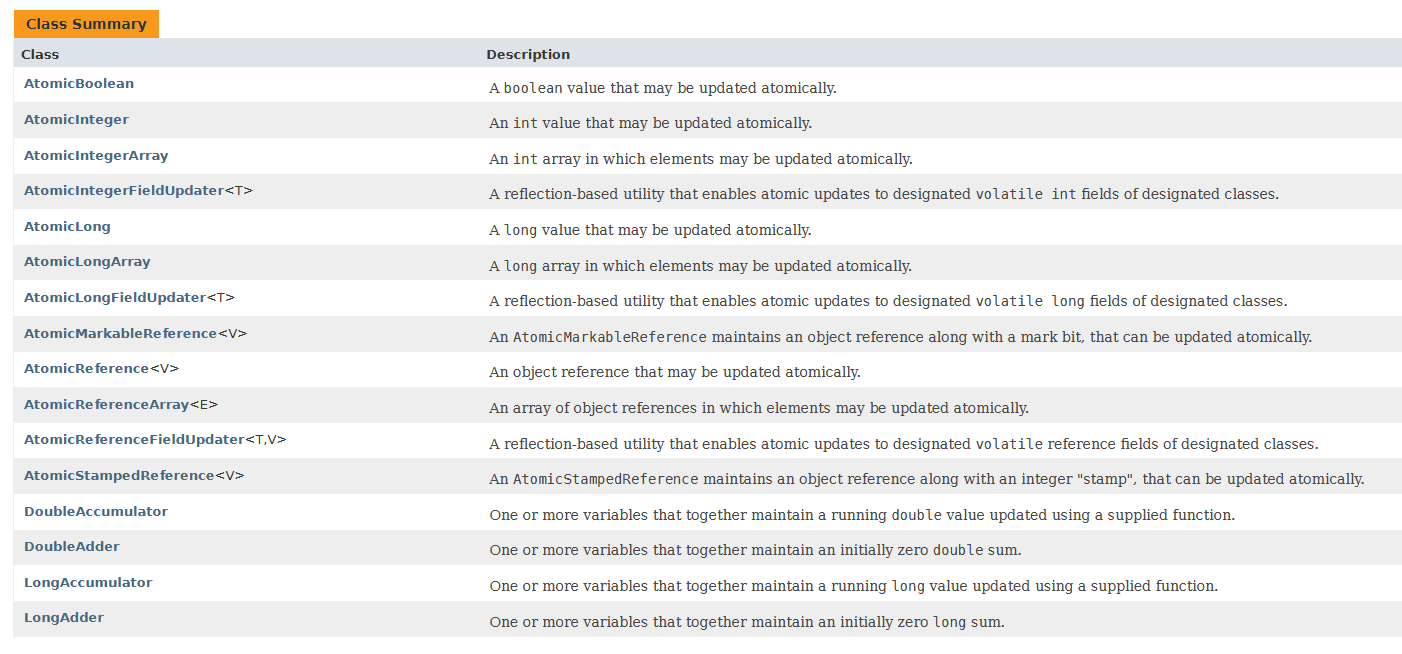 Class Summary
Class Description
AtomicBoolean A boolean value that may be updated atomically.
AtomicInteger An int value that may be updated atomically.
AtomicIntegerArray An int array in which elements may be updated atomically.
AtomicIntegerFieldUpdater<T> A reflection-based utility that enables atomic updates to designated volatile int fields of designated classes.
AtomicLong A long value that may be updated atomically.
AtomicLongArray A long array in which elements may be updated atomically.
AtomicLongFieldUpdater<T> A reflection-based utility that enables atomic updates to designated volatile long fields of designated classes.
AtomicMarkableReference<V> An AtomicMarkableReference maintains an object reference along with a mark bit, that can be updated atomically.
AtomicReference<V> An object reference that may be updated atomically.
AtomicReferenceArray<E> An array of object references in which elements may be updated atomically.
AtomicReferenceFieldUpdater<T,V> A reflection-based utility that enables atomic updates to designated volatile reference fields of designated classes.
AtomicStampedReference<V> An AtomicStampedReference maintains an object reference along with an integer "stamp", that can be updated atomically.
DoubleAccumulator One or more variables that together maintain a running double value updated using a supplied function.
DoubleAdder One or more variables that together maintain an initially zero double sum.
LongAccumulator One or more variables that together maintain a running long value updated using a supplied function.
LongAdder One or more variables that together maintain an initially zero long sum.